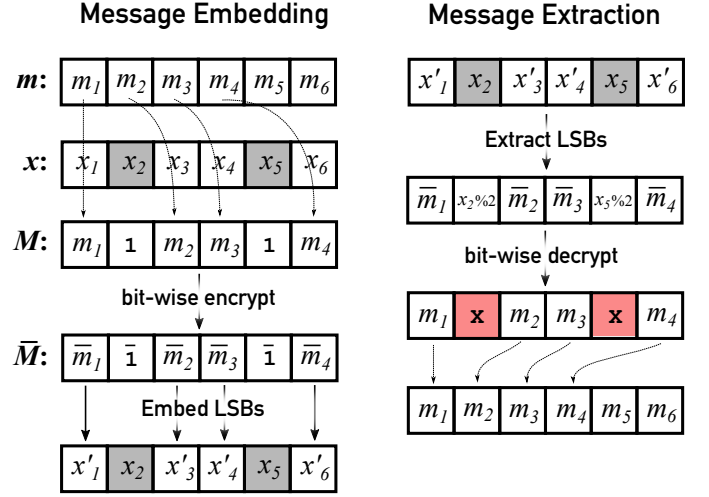 Message Embedding
m: m₁ m₂ m₃ m₄ m₅ m₆
x: x₁ x₂ x₃ x₄ x₅ x₆
M: m₁ 1 m₂ m₃ 1 m₄
bit-wise encrypt
M̅: m̅₁ 1̅ m̅₂ m̅₃ 1̅ m̅₄
Embed LSBs
x'₁ x₂ x'₃ x'₄ x₅ x'₆
Message Extraction
x'₁ x₂ x'₃ x'₄ x₅ x'₆
Extract LSBs
m̅₁ x₂%2 m̅₂ m̅₃ x₅%2 m̅₄
bit-wise decrypt
m₁ x m₂ m₃ x m₄
m₁ m₂ m₃ m₄ m₅ m₆